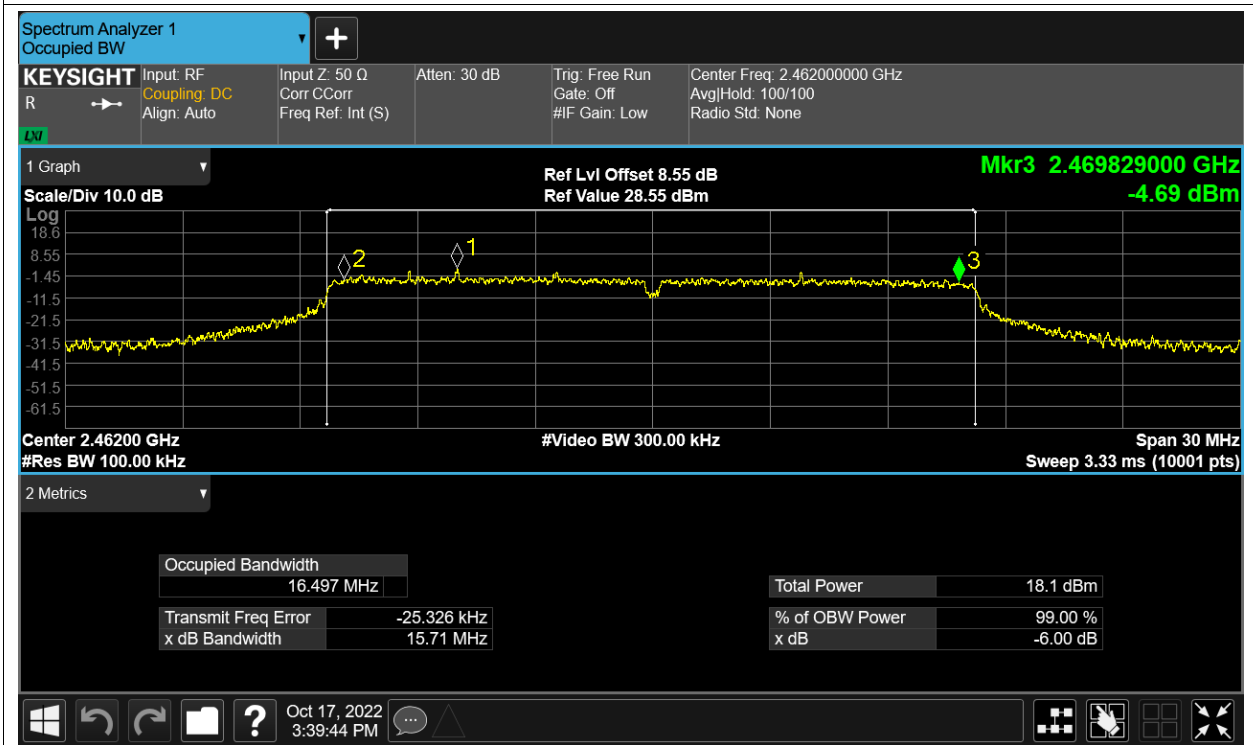 Spectrum Analyzer 1
Occupied BW
KEYSIGHT
R
LXI
Input: RF
Coupling: DC
Align: Auto
Input Z: 50 Ω
Corr CCorr
Freq Ref: Int (S)
Atten: 30 dB
Trig: Free Run
Gate: Off
#IF Gain: Low
Center Freq: 2.462000000 GHz
Avg|Hold: 100/100
Radio Std: None
1 Graph
Scale/Div 10.0 dB
Ref Lvl Offset 8.55 dB
Ref Value 28.55 dBm
Mkr3 2.469829000 GHz
-4.69 dBm
Log
18.6
8.55
-1.45
-11.5
-21.5
-31.5
-41.5
-51.5
-61.5
2
1
3
Center 2.46200 GHz
#Video BW 300.00 kHz
Span 30 MHz
#Res BW 100.00 kHz
Sweep 3.33 ms (10001 pts)
2 Metrics
Occupied Bandwidth
16.497 MHz
Total Power 18.1 dBm
Transmit Freq Error -25.326 kHz
% of OBW Power 99.00 %
x dB Bandwidth 15.71 MHz
x dB -6.00 dB
?
Oct 17, 2022
3:39:44 PM